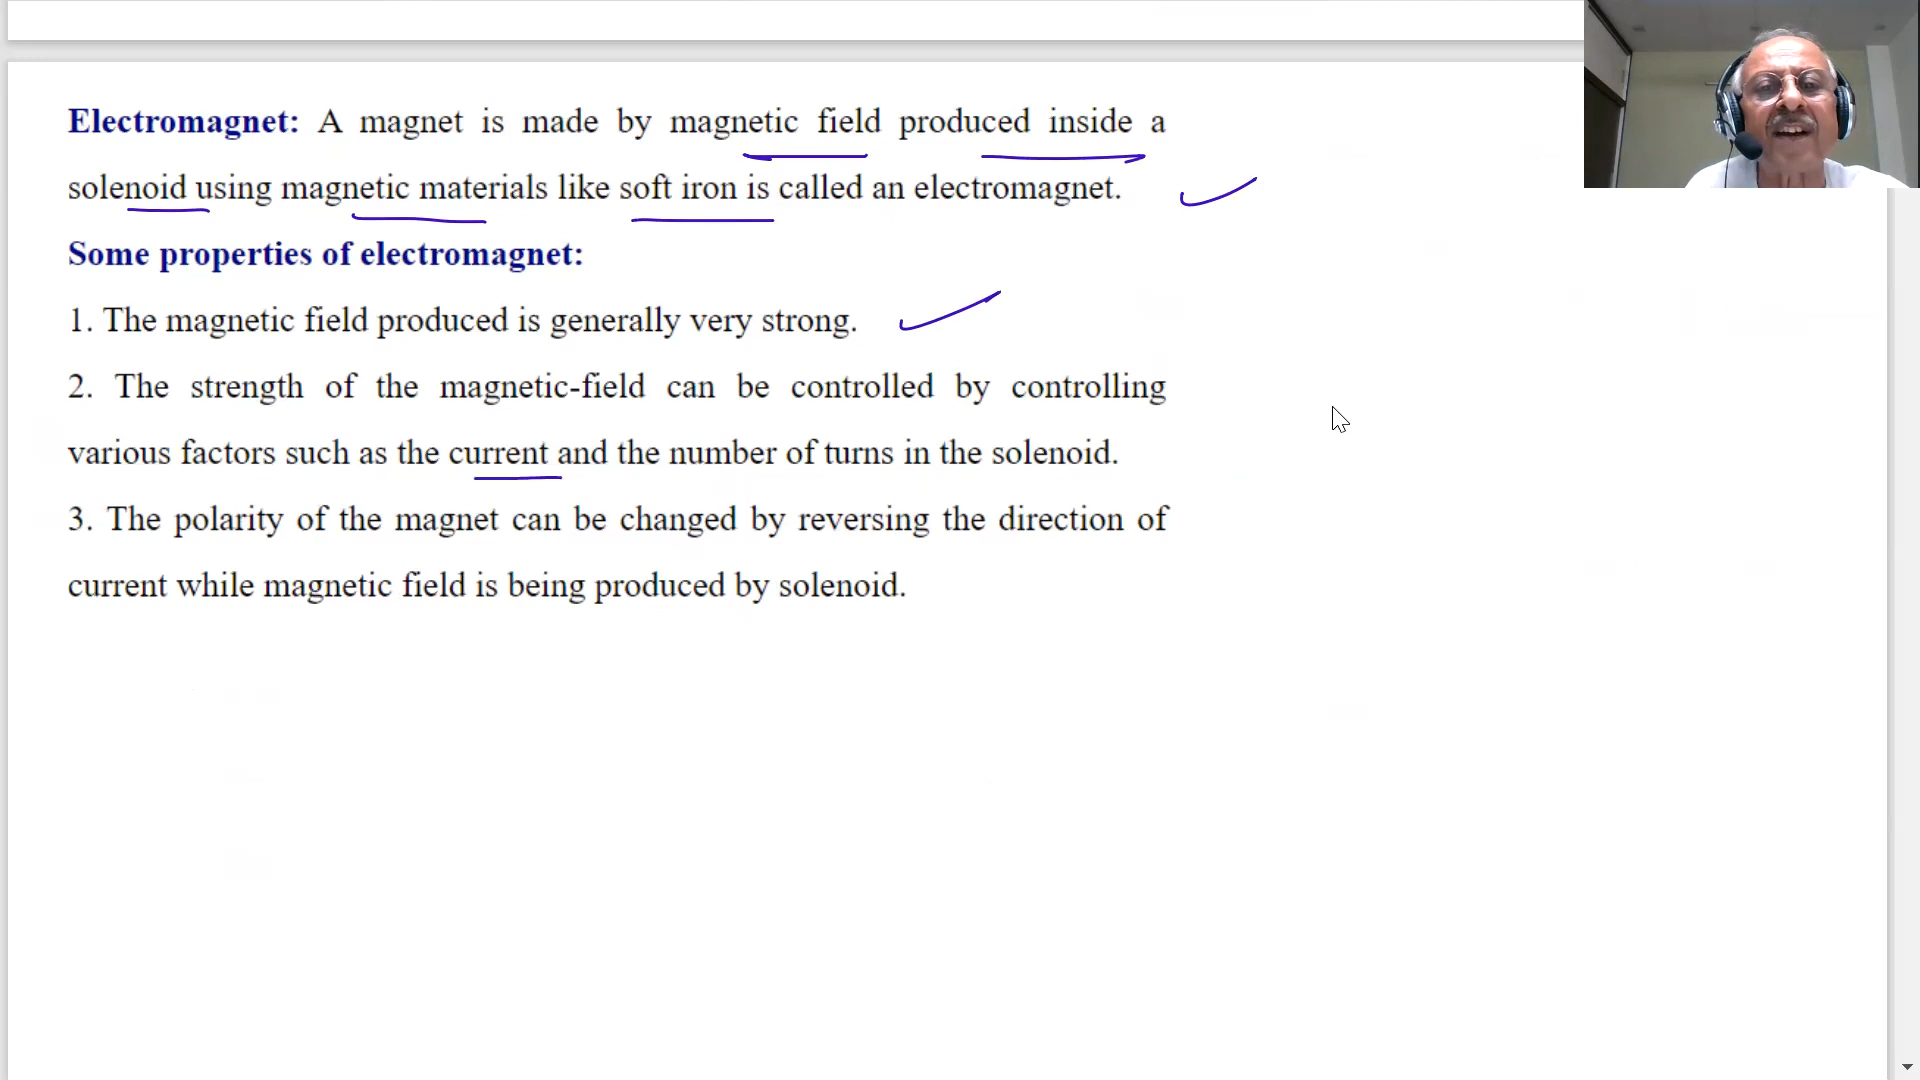 Electromagnet: A magnet is made by magnetic field produced inside a
solenoid using magnetic materials like soft iron is called an electromagnet.
Some properties of electromagnet:
1. The magnetic field produced is generally very strong.
2. The strength of the magnetic-field can be controlled by controlling
various factors such as the current and the number of turns in the solenoid.
3. The polarity of the magnet can be changed by reversing the direction of
current while magnetic field is being produced by solenoid.